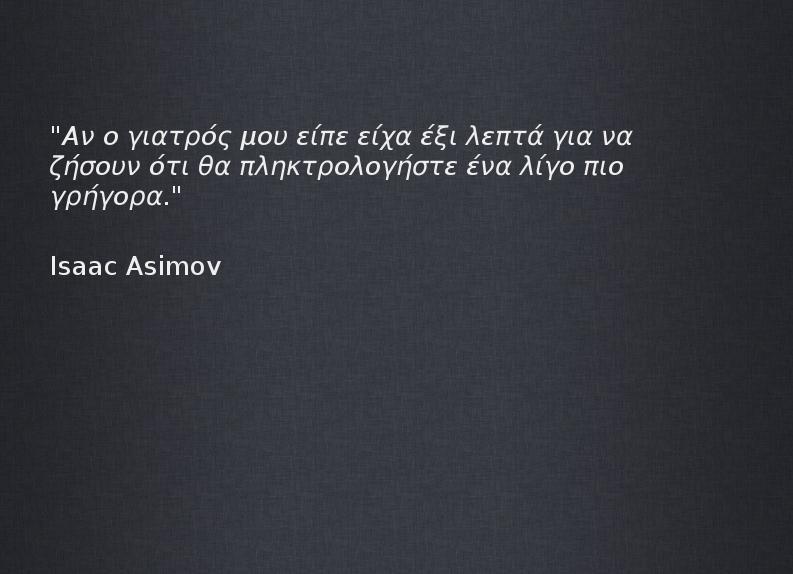 "Αν ο γιατρός μου είπε είχα έξι λεπτά για να
ζήσουν ότι θα πληκτρολογήστε ένα λίγο πιο
γρήγορα."
Isaac Asimov